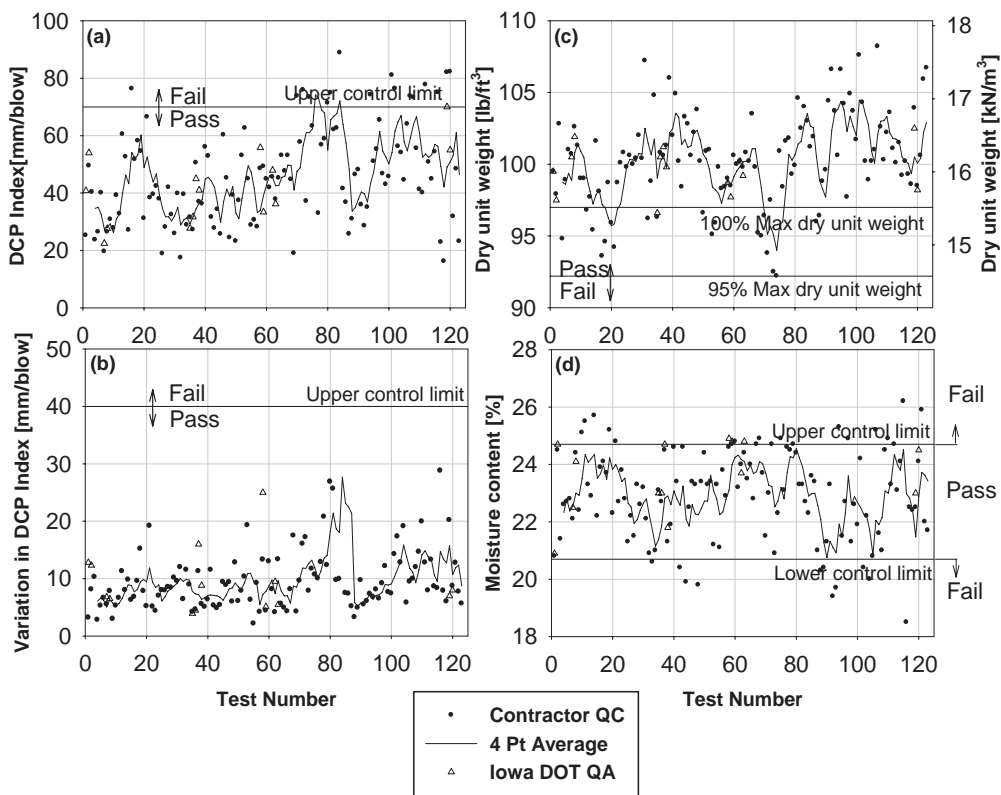 (a)
DCP Index[mm/blow]
100
80
60
40
20
0
Fail
Pass
Upper control limit
0 20 40 60 80 100 120
(c)
Dry unit weight [lb/ft³]
110
105
100
95
90
100% Max dry unit weight
Pass
Fail
95% Max dry unit weight
18
17
16
15
Dry unit weight [kN/m³]
0 20 40 60 80 100 120
(b)
Variation in DCP Index [mm/blow]
50
40
30
20
10
0
Fail
Pass
Upper control limit
0 20 40 60 80 100 120
Test Number
(d)
Moisture content [%]
28
26
24
22
20
18
Upper control limit
Lower control limit
Fail
Pass
Fail
0 20 40 60 80 100 120
Test Number
Contractor QC
4 Pt Average
Iowa DOT QA